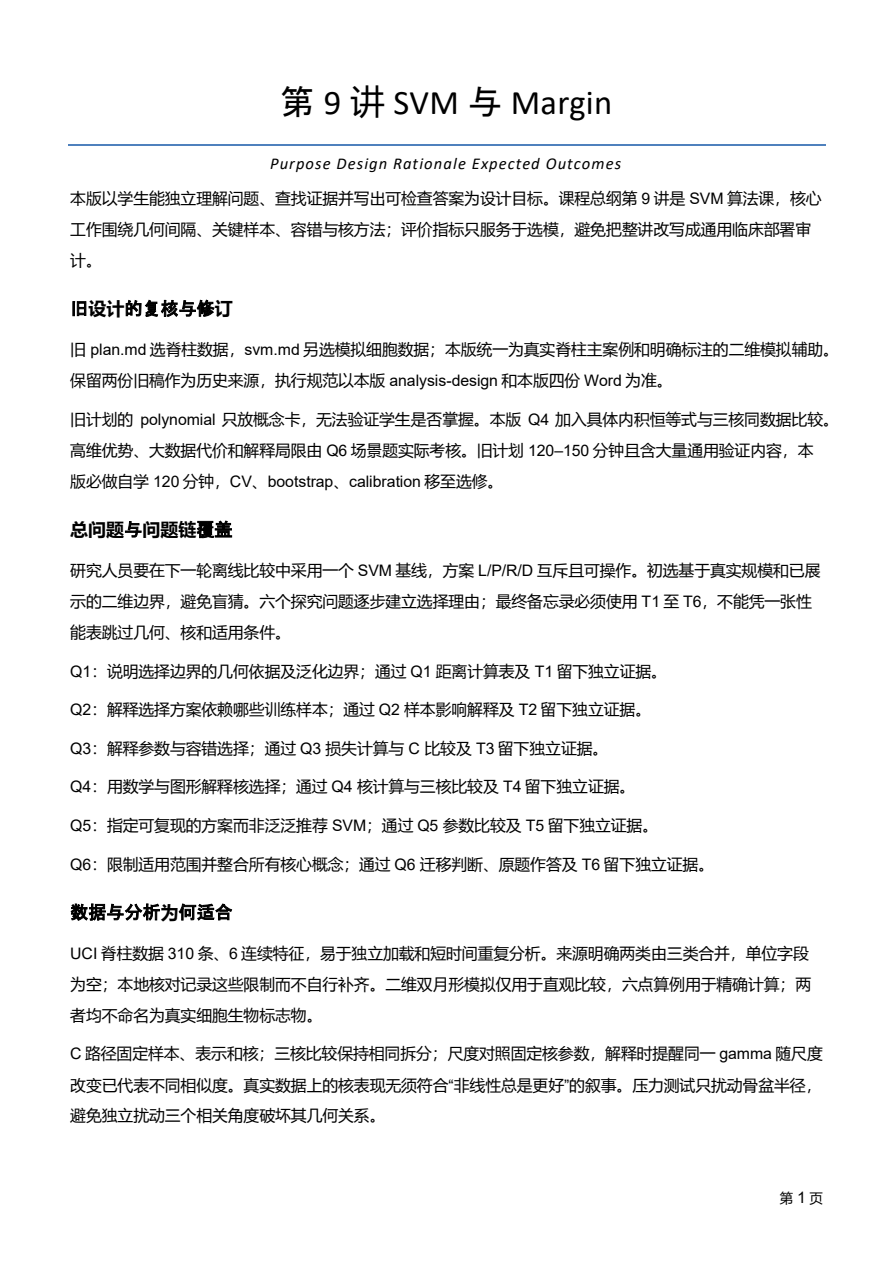 第 9 讲 SVM 与 Margin
Purpose Design Rationale Expected Outcomes
本版以学生能独立理解问题、查找证据并写出可检查答案为设计目标。课程总纲第 9 讲是 SVM 算法课，核心
工作围绕几何间隔、关键样本、容错与核方法；评价指标只服务于选模，避免把整讲改写成通用临床部署审
计。
旧设计的复核与修订
旧 plan.md 选脊柱数据，svm.md 另选模拟细胞数据；本版统一为真实脊柱主案例和明确标注的二维模拟辅助。
保留两份旧稿作为历史来源，执行规范以本版 analysis-design 和本版四份 Word 为准。
旧计划的 polynomial 只放概念卡，无法验证学生是否掌握。本版 Q4 加入具体内积恒等式与三核同数据比较。
高维优势、大数据代价和解释局限由 Q6 场景题实际考核。旧计划 120–150 分钟且含大量通用验证内容，本
版必做自学 120 分钟，CV、bootstrap、calibration 移至选修。
总问题与问题链覆盖
研究人员要在下一轮离线比较中采用一个 SVM 基线，方案 L/P/R/D 互斥且可操作。初选基于真实规模和已展
示的二维边界，避免盲猜。六个探究问题逐步建立选择理由；最终备忘录必须使用 T1 至 T6，不能凭一张性
能表跳过几何、核和适用条件。
Q1：说明选择边界的几何依据及泛化边界；通过 Q1 距离计算表及 T1 留下独立证据。
Q2：解释选择方案依赖哪些训练样本；通过 Q2 样本影响解释及 T2 留下独立证据。
Q3：解释参数与容错选择；通过 Q3 损失计算与 C 比较及 T3 留下独立证据。
Q4：用数学与图形解释核选择；通过 Q4 核计算与三核比较及 T4 留下独立证据。
Q5：指定可复现的方案而非泛泛推荐 SVM；通过 Q5 参数比较及 T5 留下独立证据。
Q6：限制适用范围并整合所有核心概念；通过 Q6 迁移判断、原题作答及 T6 留下独立证据。
数据与分析为何适合
UCI 脊柱数据 310 条、6 连续特征，易于独立加载和短时间重复分析。来源明确两类由三类合并，单位字段
为空；本地核对记录这些限制而不自行补齐。二维双月形模拟仅用于直观比较，六点算例用于精确计算；两
者均不命名为真实细胞生物标志物。
C 路径固定样本、表示和核；三核比较保持相同拆分；尺度对照固定核参数，解释时提醒同一 gamma 随尺度
改变已代表不同相似度。真实数据上的核表现无须符合“非线性总是更好”的叙事。压力测试只扰动骨盆半径，
避免独立扰动三个相关角度破坏其几何关系。
第 1 页